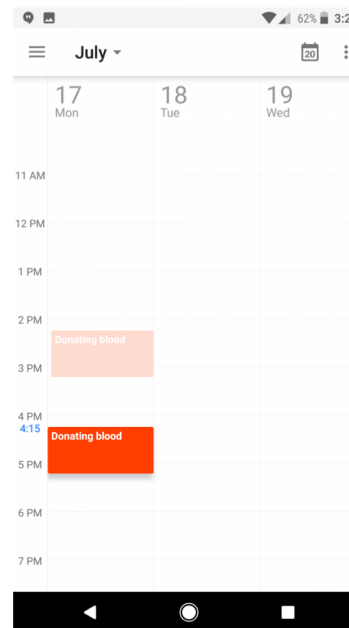 62% 3:2
July
20
17 18 19
Mon Tue Wed
11 AM
12 PM
1 PM
2 PM
Donating blood
3 PM
4 PM
4:15
Donating blood
5 PM
6 PM
7 PM